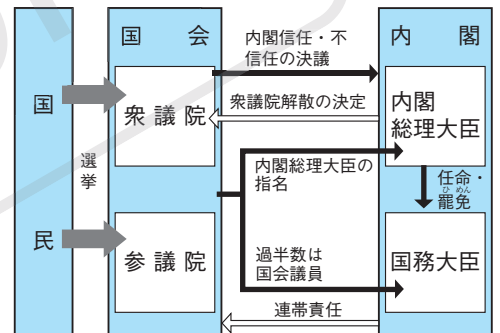 国民
選挙
国会
衆議院
参議院
内閣信任・不
信任の決議
衆議院解散の決定
内閣総理大臣の
指名
過半数は
国会議員
連帯責任
内閣
内閣
総理大臣
任命・
罷免
ひめん
国務大臣